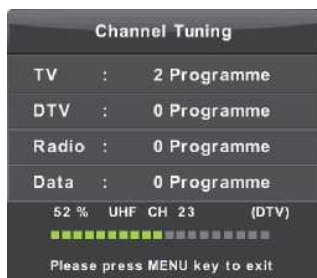 Channel Tuning
TV : 2 Programme
DTV : 0 Programme
Radio : 0 Programme
Data : 0 Programme
52 % UHF CH 23 (DTV)
Please press MENU key to exit